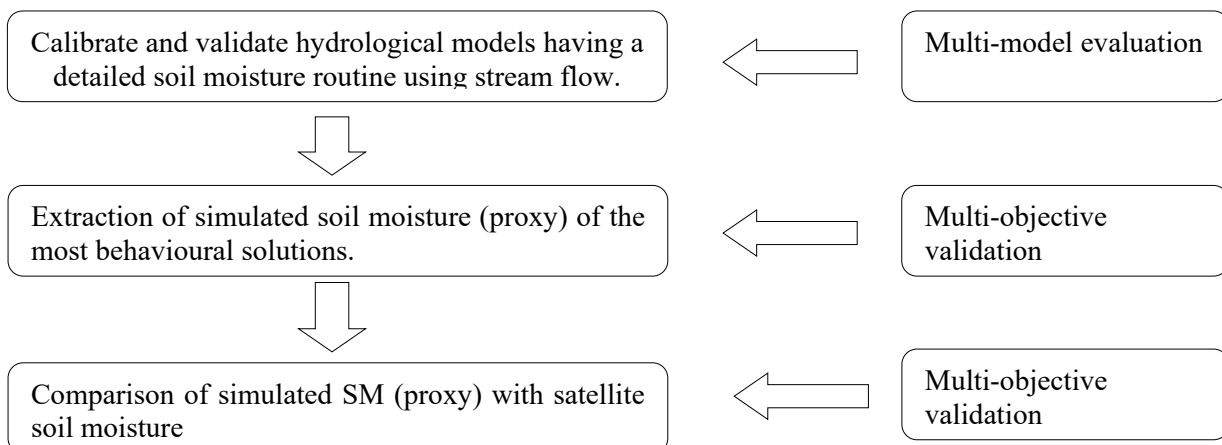 Calibrate and validate hydrological models having a
detailed soil moisture routine using stream flow.
Multi-model evaluation
Extraction of simulated soil moisture (proxy) of the
most behavioural solutions.
Multi-objective
validation
Comparison of simulated SM (proxy) with satellite
soil moisture
Multi-objective
validation